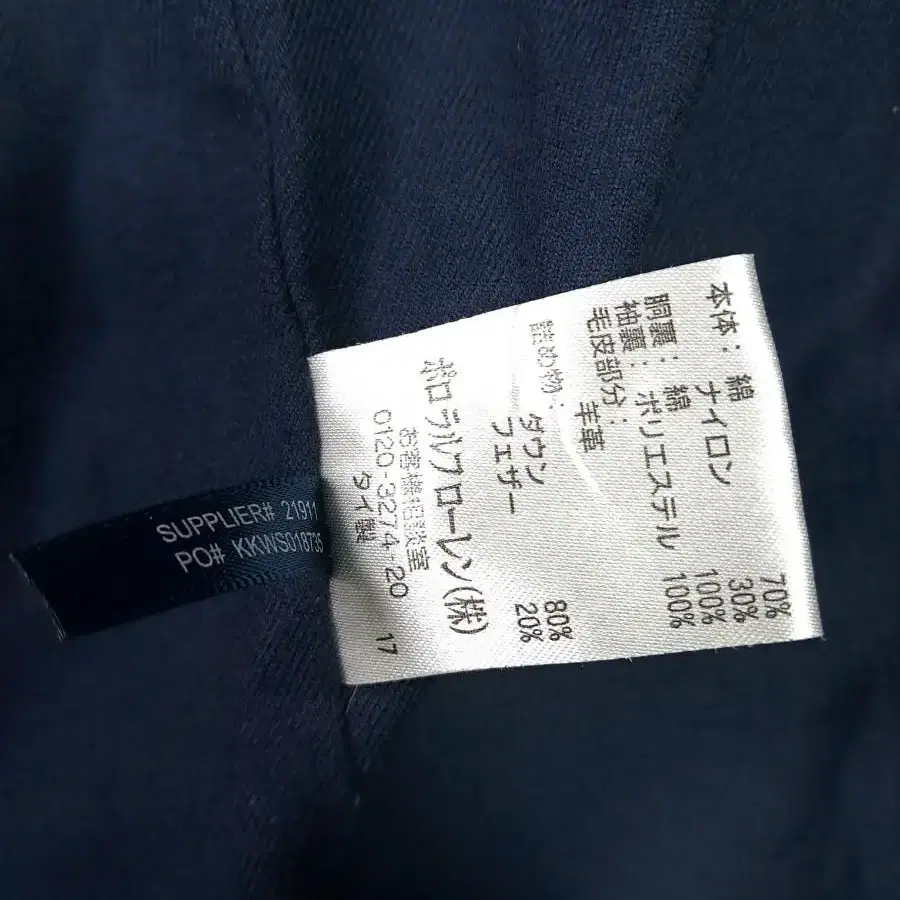 本体： 綿 70%
ナイロン 30%
胴裏： 綿 100%
袖裏： ポリエステル 100%
毛皮部分： 羊革
詰め物：
ダウン 80%
フェザー 20%
ポロラルフローレン(株)
お客様相談室
0120-3274-20
タイ製 17
SUPPLIER# 21911
PO# KKWS018735